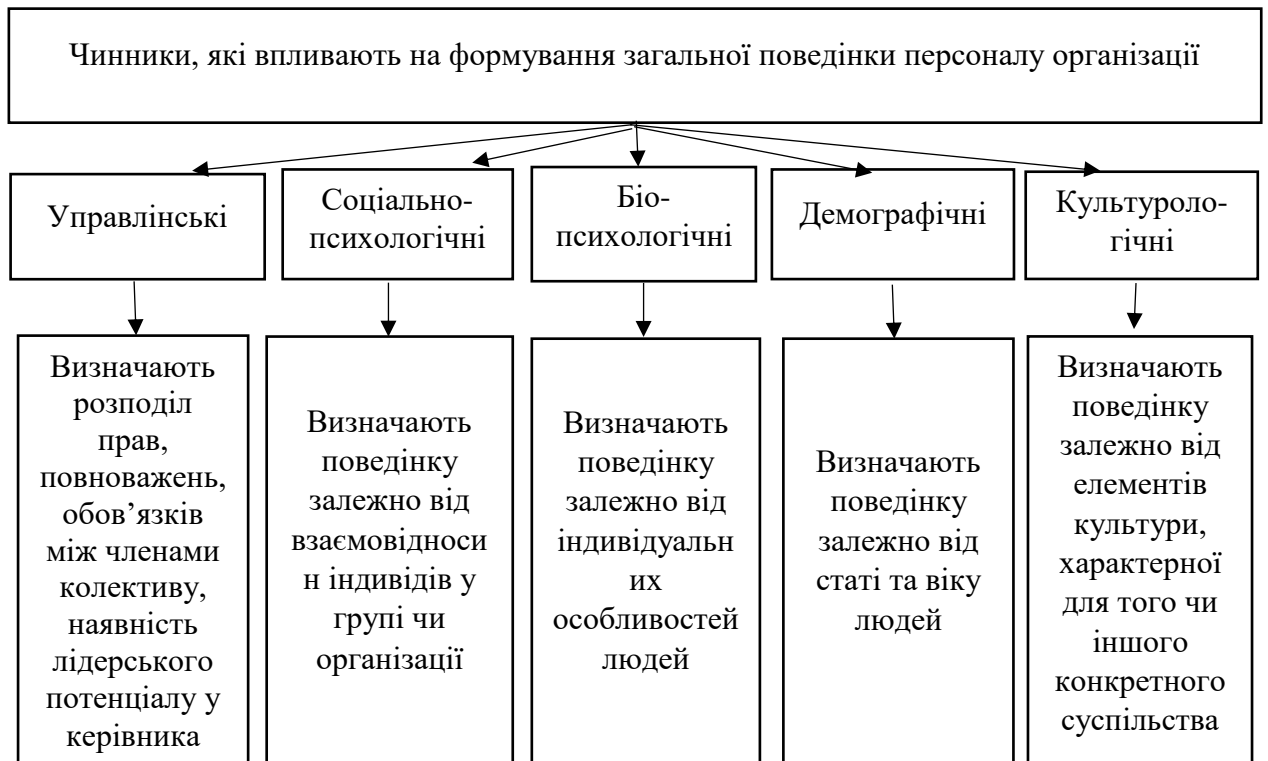 Чинники, які впливають на формування загальної поведінки персоналу організації
Управлінські
Соціально-
психологічні
Біо-
психологічні
Демографічні
Культуроло-
гічні
Визначають
розподіл
прав,
повноважень,
обов’язків
між членами
колективу,
наявність
лідерського
потенціалу у
керівника
Визначають
поведінку
залежно від
взаємовідноси
н індивідів у
групі чи
організації
Визначають
поведінку
залежно від
індивідуальн
их
особливостей
людей
Визначають
поведінку
залежно від
статі та віку
людей
Визначають
поведінку
залежно від
елементів
культури,
характерної
для того чи
іншого
конкретного
суспільства